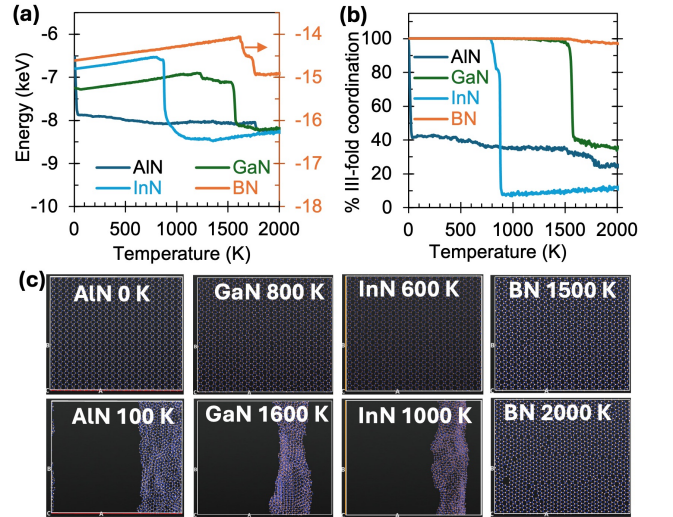 (a)
-6
-7
-8
-9
-10
Energy (keV)
-14
-15
-16
-17
-18
AlN
GaN
InN
BN
0
500
1000
1500
2000
Temperature (K)
(b)
100
80
60
40
20
0
% III-fold coordination
AlN
GaN
InN
BN
0
500
1000
1500
2000
Temperature (K)
(c)
AlN 0 K
GaN 800 K
InN 600 K
BN 1500 K
AlN 100 K
GaN 1600 K
InN 1000 K
BN 2000 K